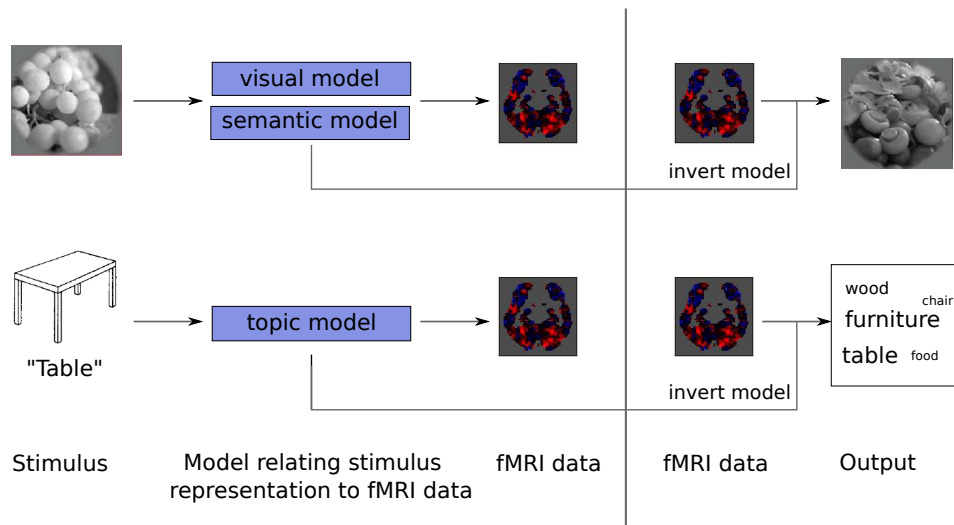 visual model
semantic model
invert model
"Table"
topic model
invert model
wood
chair
furniture
table food
Stimulus
Model relating stimulus
representation to fMRI data
fMRI data
fMRI data
Output